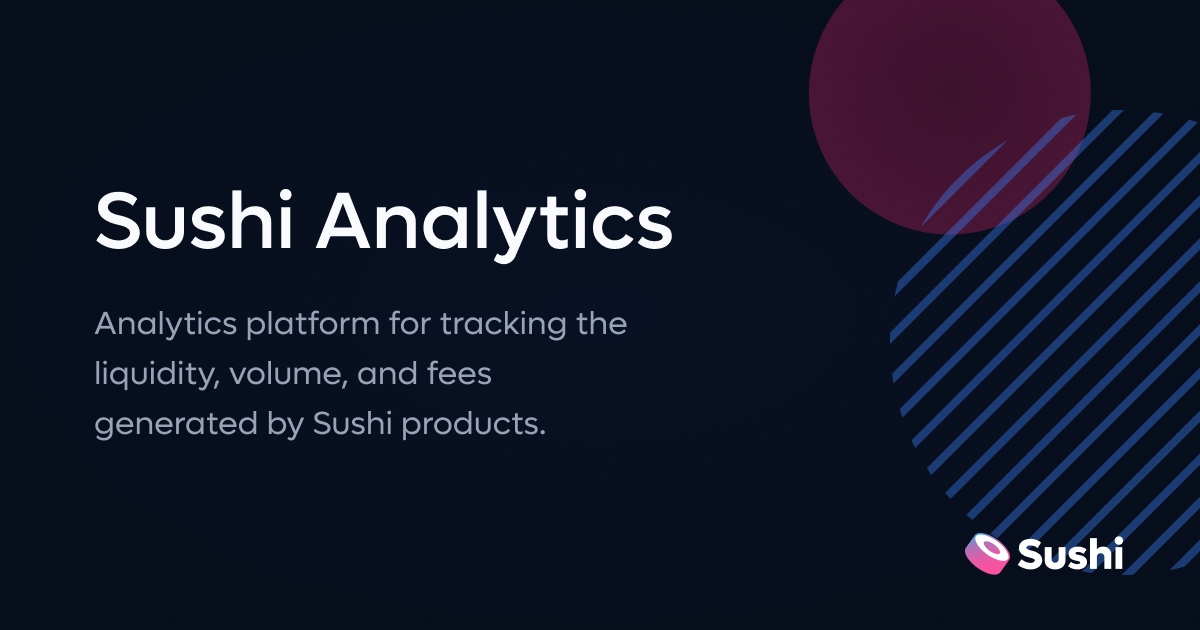 Sushi Analytics
Analytics platform for tracking the
liquidity, volume, and fees
generated by Sushi products.
Sushi